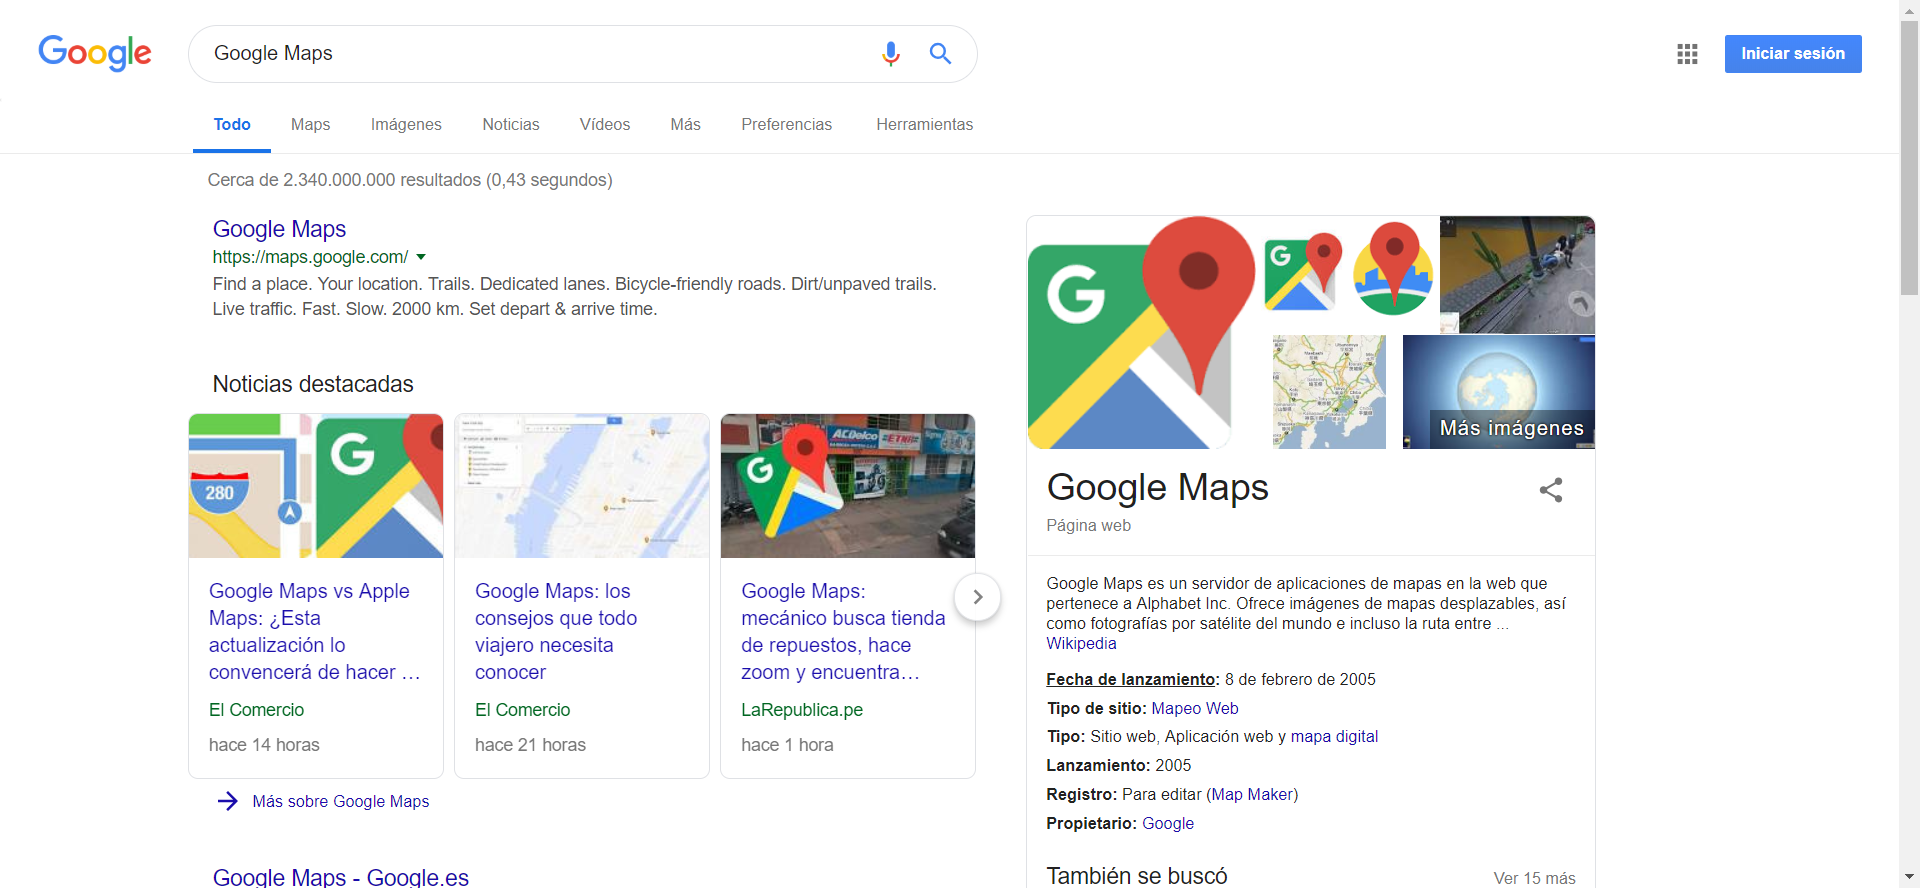 Google
Google Maps
Iniciar sesión
Todo
Maps
Imágenes
Noticias
Vídeos
Más
Preferencias
Herramientas
Cerca de 2.340.000.000 resultados (0,43 segundos)
Google Maps
https://maps.google.com/
Find a place. Your location. Trails. Dedicated lanes. Bicycle-friendly roads. Dirt/unpaved trails.
Live traffic. Fast. Slow. 2000 km. Set depart & arrive time.
Noticias destacadas
280
G
G
ACDelco
ETNA
Google Maps vs Apple
Maps: ¿Esta
actualización lo
convencerá de hacer ...
El Comercio
hace 14 horas
Google Maps: los
consejos que todo
viajero necesita
conocer
El Comercio
hace 21 horas
Google Maps:
mecánico busca tienda
de repuestos, hace
zoom y encuentra...
LaRepublica.pe
hace 1 hora
Más sobre Google Maps
Google Maps - Google.es
G
G
Más imágenes
Google Maps
Página web
Google Maps es un servidor de aplicaciones de mapas en la web que
pertenece a Alphabet Inc. Ofrece imágenes de mapas desplazables, así
como fotografías por satélite del mundo e incluso la ruta entre ...
Wikipedia
Fecha de lanzamiento: 8 de febrero de 2005
Tipo de sitio: Mapeo Web
Tipo: Sitio web, Aplicación web y mapa digital
Lanzamiento: 2005
Registro: Para editar (Map Maker)
Propietario: Google
También se buscó
Ver 15 más